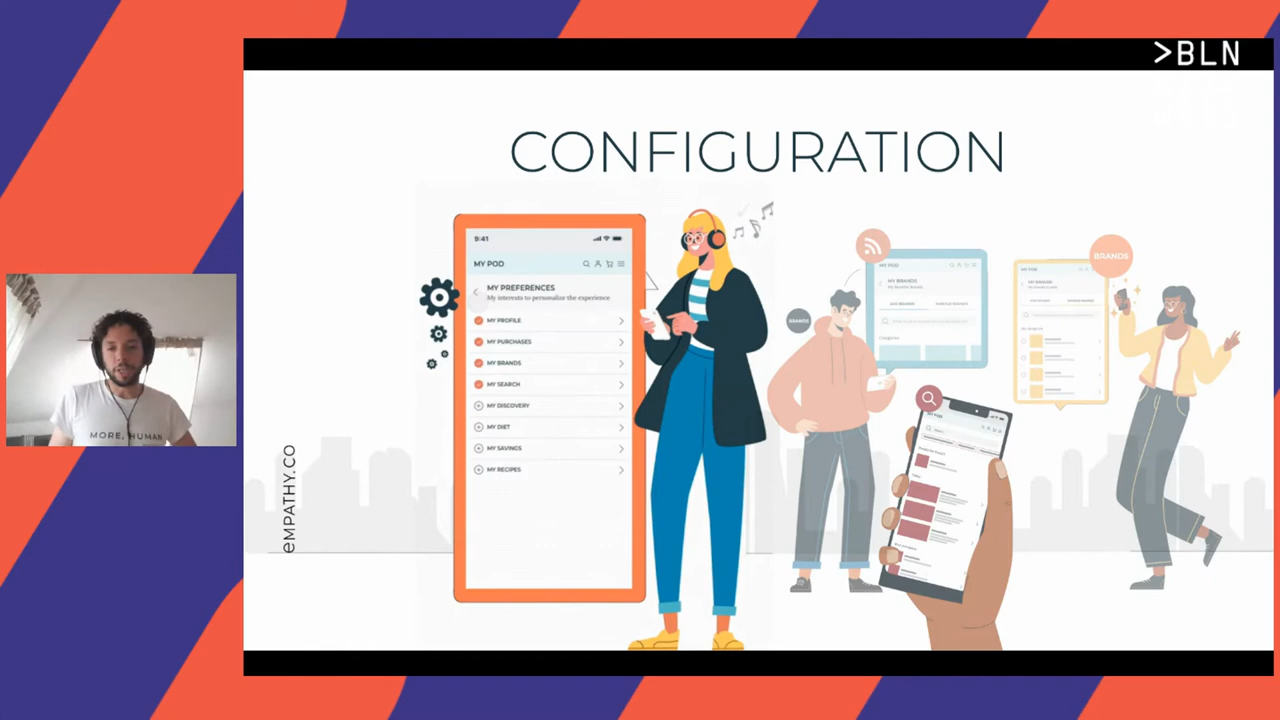 >BLN
CONFIGURATION
9:41
MY POD
MY PREFERENCES
My interests to personalize the experience
MY PROFILE
MY PURCHASES
MY BRANDS
MY SEARCH
MY DISCOVERY
MY DIET
MY SAVINGS
MY RECIPES
BRANDS
MY POD
MY BRANDS
ADD BRANDS
BRANDS
MY POD
MORE, HUMAN
eMPATHY.CO